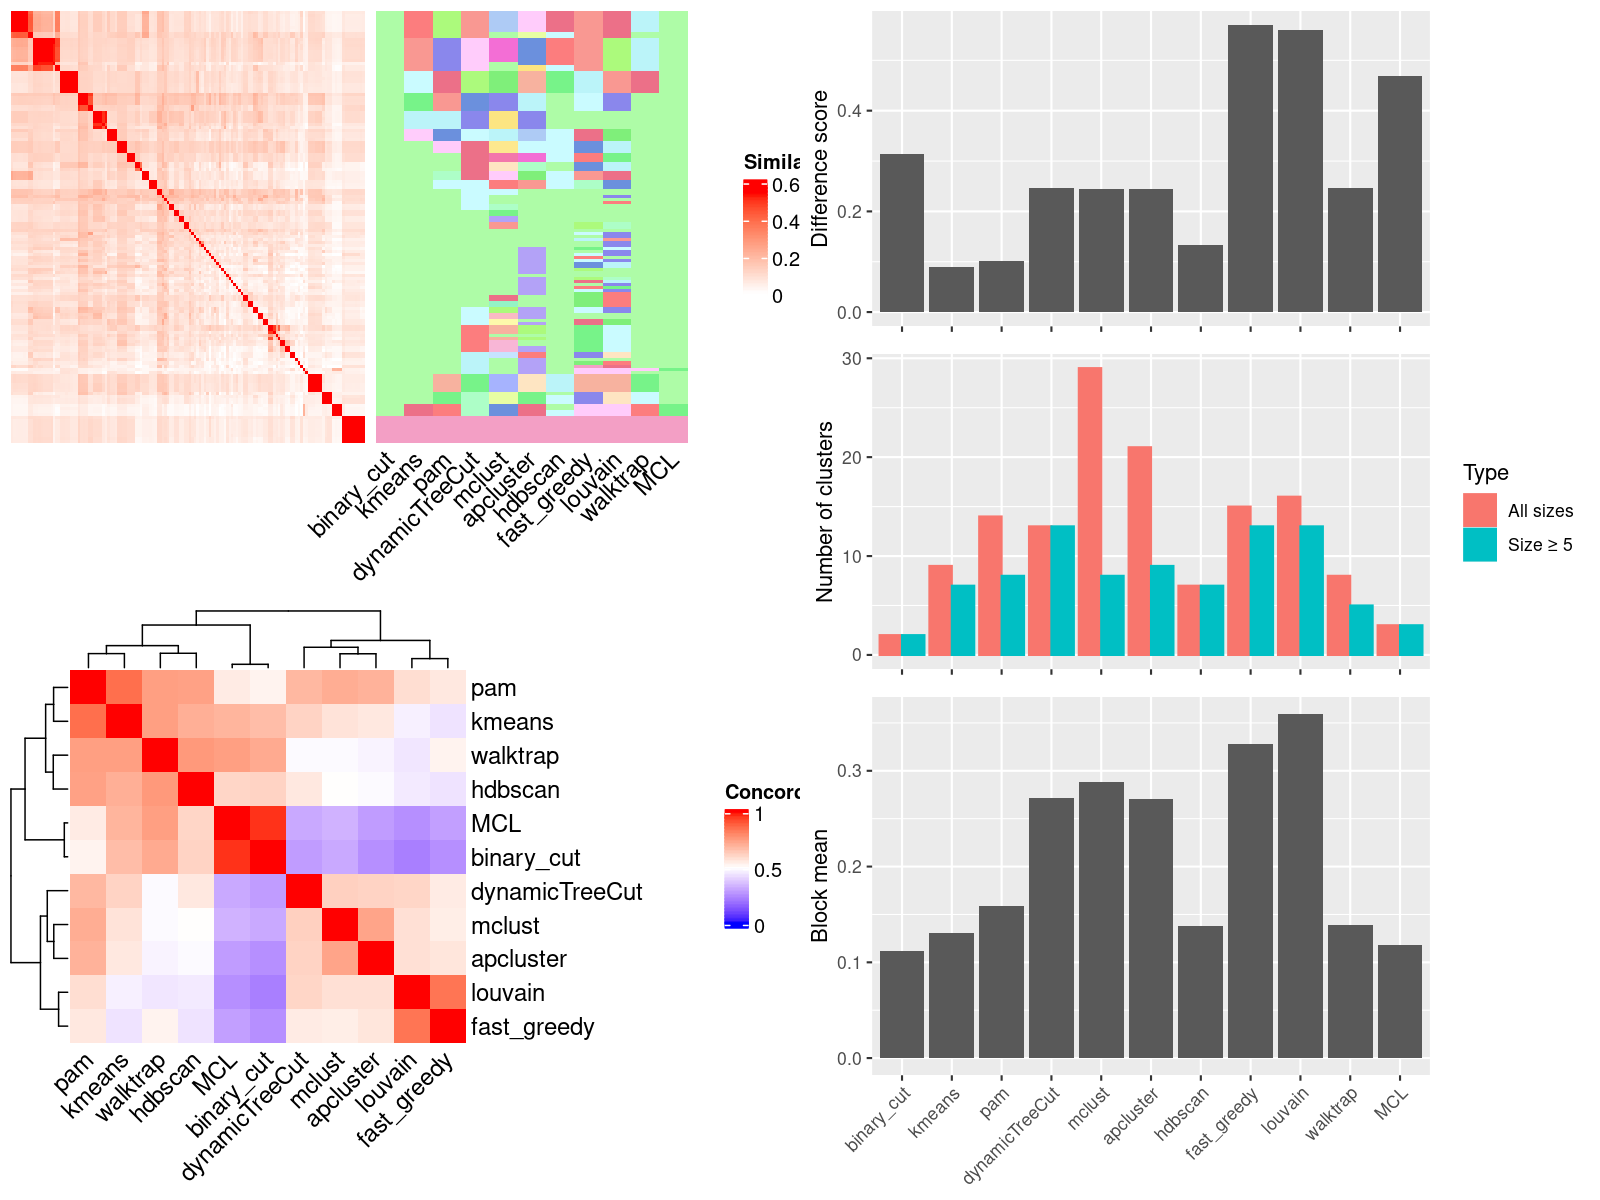 Simila
0.6
0.4
0.2
0
binary_cut
kmeans
pam
dynamicTreeCut
mclust
apcluster
hdbscan
fast_greedy
louvain
walktrap
MCL
pam
kmeans
walktrap
hdbscan
MCL
binary_cut
dynamicTreeCut
mclust
apcluster
louvain
fast_greedy
pam
kmeans
walktrap
hdbscan
MCL
binary_cut
dynamicTreeCut
mclust
apcluster
louvain
fast_greedy
Concord
1
0.5
0
Difference score
0.4
0.2
0.0
Number of clusters
30
20
10
0
Type
All sizes
Size ≥ 5
Block mean
0.3
0.2
0.1
0.0
binary_cut
kmeans
pam
dynamicTreeCut
mclust
apcluster
hdbscan
fast_greedy
louvain
walktrap
MCL